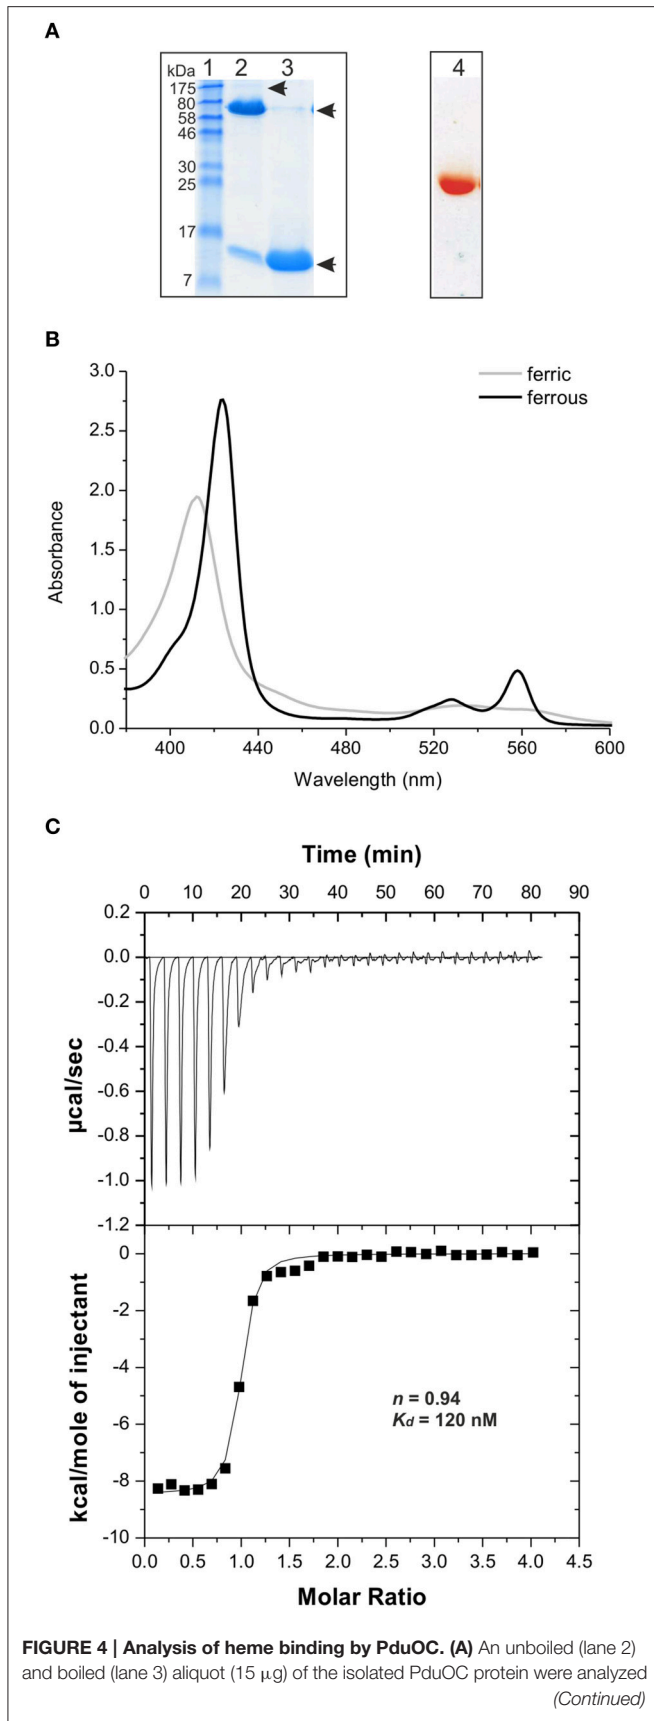 A
kDa 1 2 3
175
80
58
46
30
25
17
7
4
B
3.0
2.5
2.0
1.5
1.0
0.5
0.0
Absorbance
ferric
ferrous
400 440 480 520 560 600
Wavelength (nm)
C
Time (min)
0 10 20 30 40 50 60 70 80 90
0.2
0.0
-0.2
-0.4
-0.6
-0.8
-1.0
-1.2
µcal/sec
0
-2
-4
-6
-8
-10
kcal/mole of injectant
n = 0.94
Kd = 120 nM
0.0 0.5 1.0 1.5 2.0 2.5 3.0 3.5 4.0 4.5
Molar Ratio
FIGURE 4 | Analysis of heme binding by PduOC. (A) An unboiled (lane 2)
and boiled (lane 3) aliquot (15 µg) of the isolated PduOC protein were analyzed
(Continued)